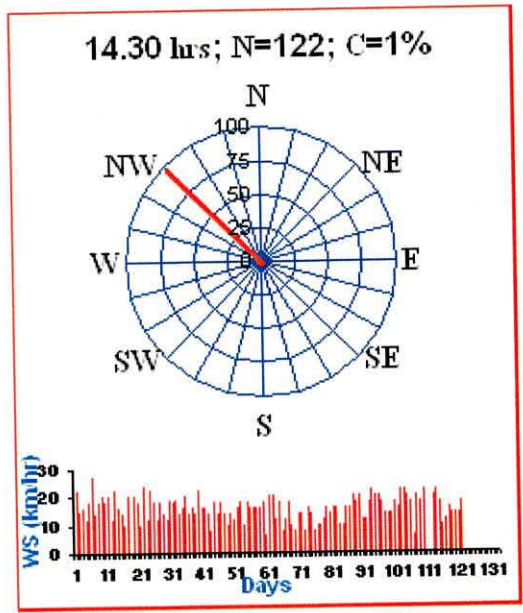 14.30 hrs; N=122; C=1%
N
100
NW
NE
75
50
25
W
0
E
SW
SE
S
WS (km/hr)
30
20
10
0
1 11 21 31 41 51 61 71 81 91 101 111 121 131
Days